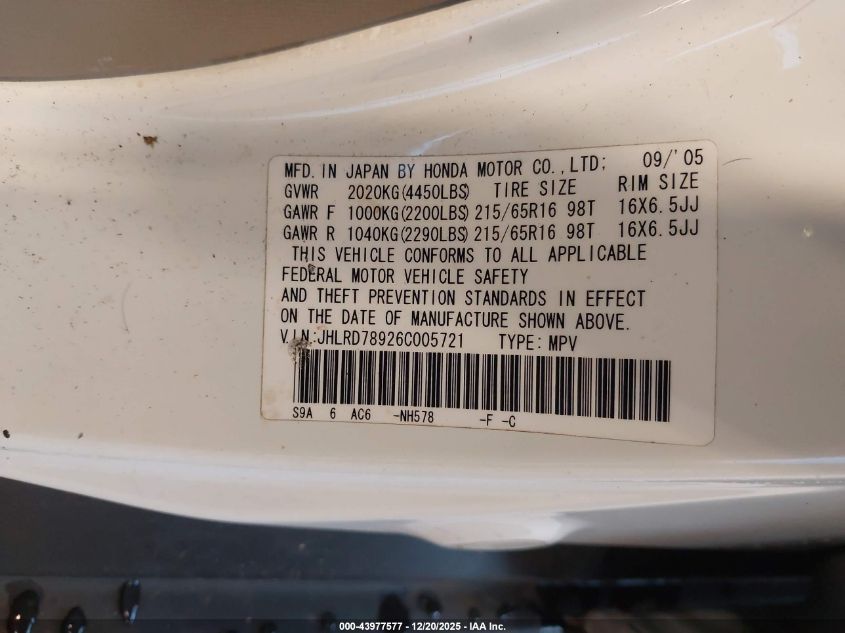 MFD. IN JAPAN BY HONDA MOTOR CO.,LTD; 09/'05
GVWR 2020KG(4450LBS) TIRE SIZE RIM SIZE
GAWR F 1000KG(2200LBS) 215/65R16 98T 16X6.5JJ
GAWR R 1040KG(2290LBS) 215/65R16 98T 16X6.5JJ
THIS VEHICLE CONFORMS TO ALL APPLICABLE
FEDERAL MOTOR VEHICLE SAFETY
AND THEFT PREVENTION STANDARDS IN EFFECT
ON THE DATE OF MANUFACTURE SHOWN ABOVE.
V.I.N:JHLRD78926C005721 TYPE: MPV
S9A 6 AC6 -NH578 -F -C
000-43977577 - 12/20/2025 - IAA Inc.